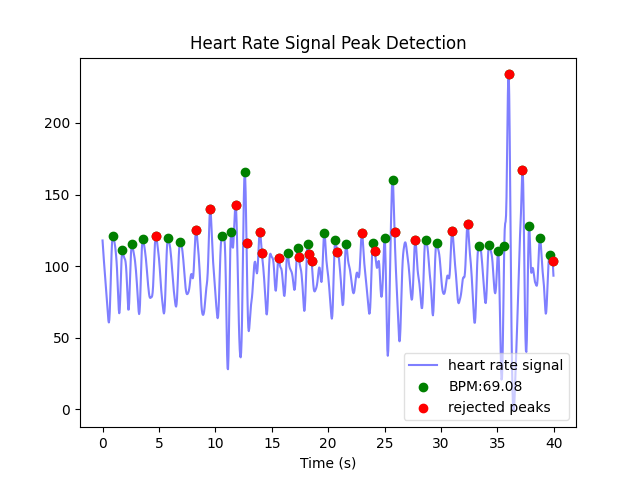 Heart Rate Signal Peak Detection
200
150
100
50
0
heart rate signal
BPM:69.08
rejected peaks
0 5 10 15 20 25 30 35 40
Time (s)